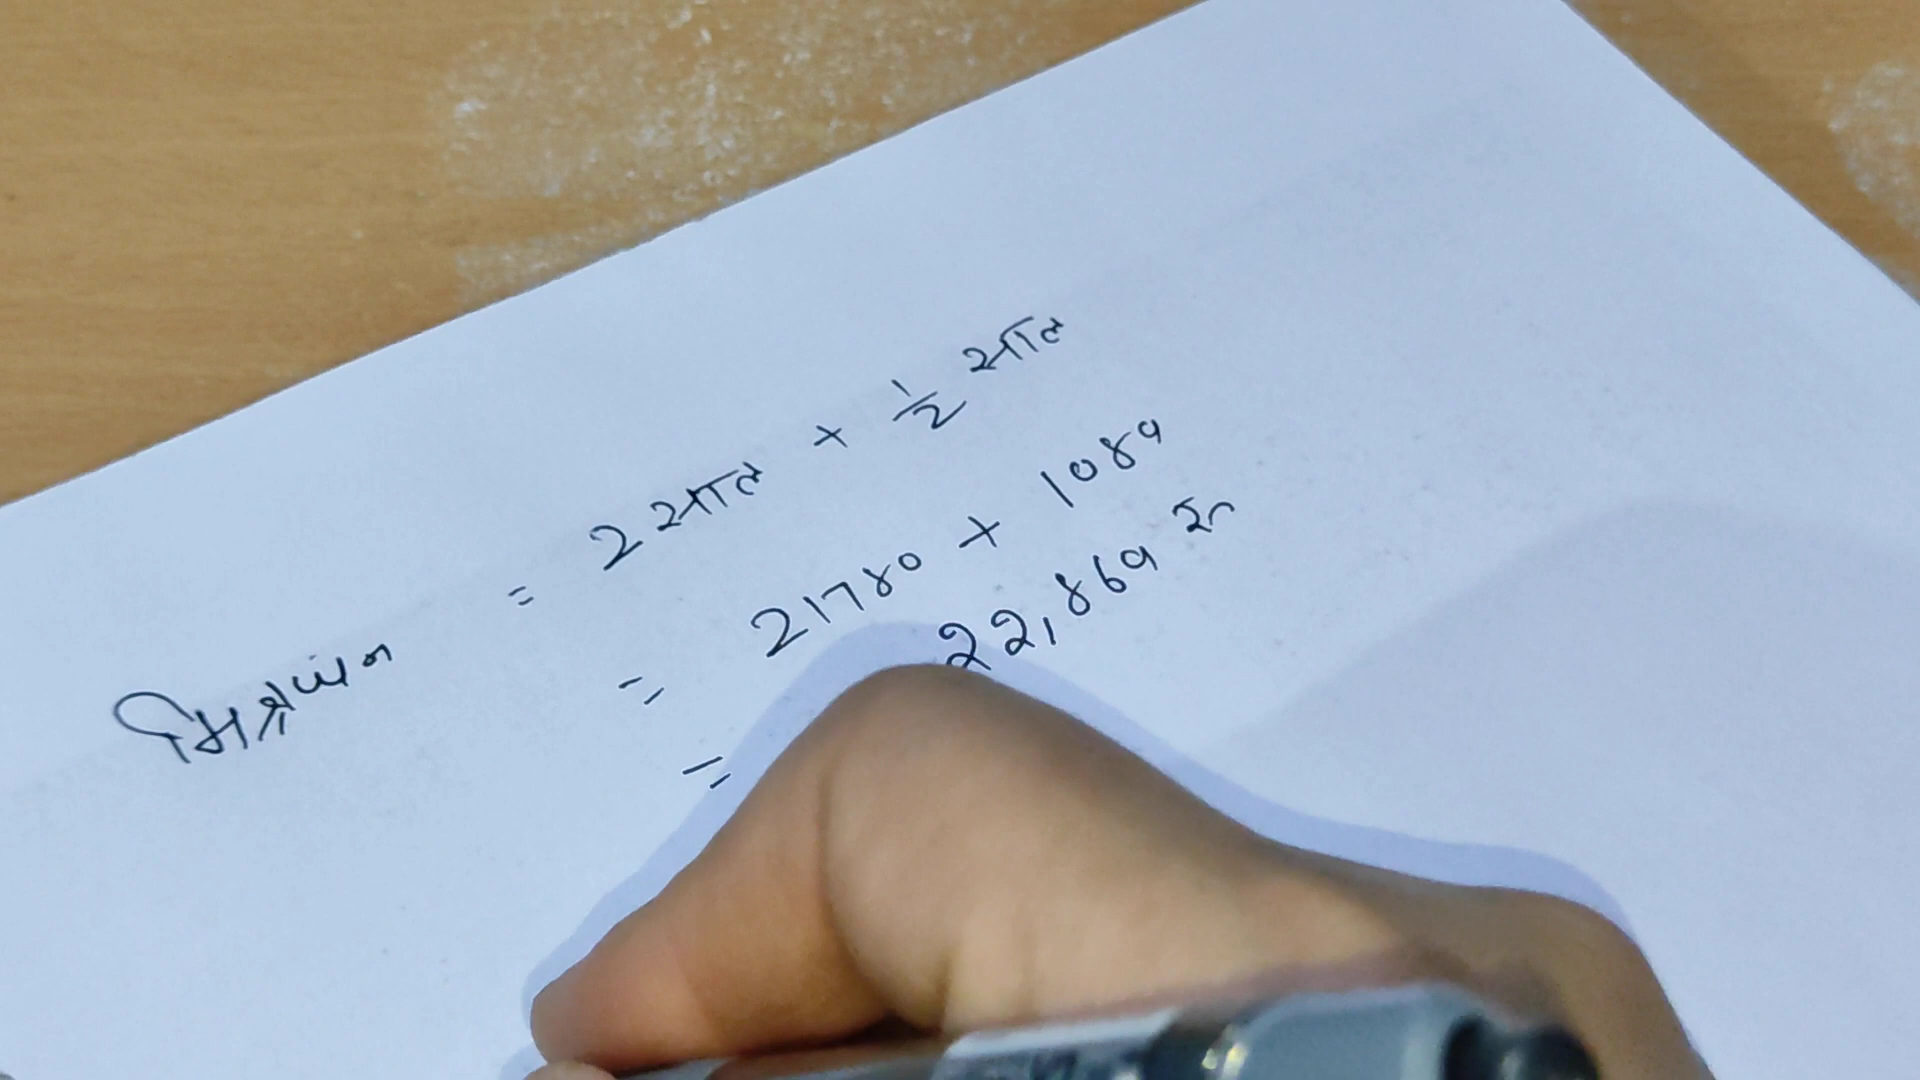 मिश्रधन = 2 साल + 1/2 साल
= 21780 + 1089
= 22,869 रु